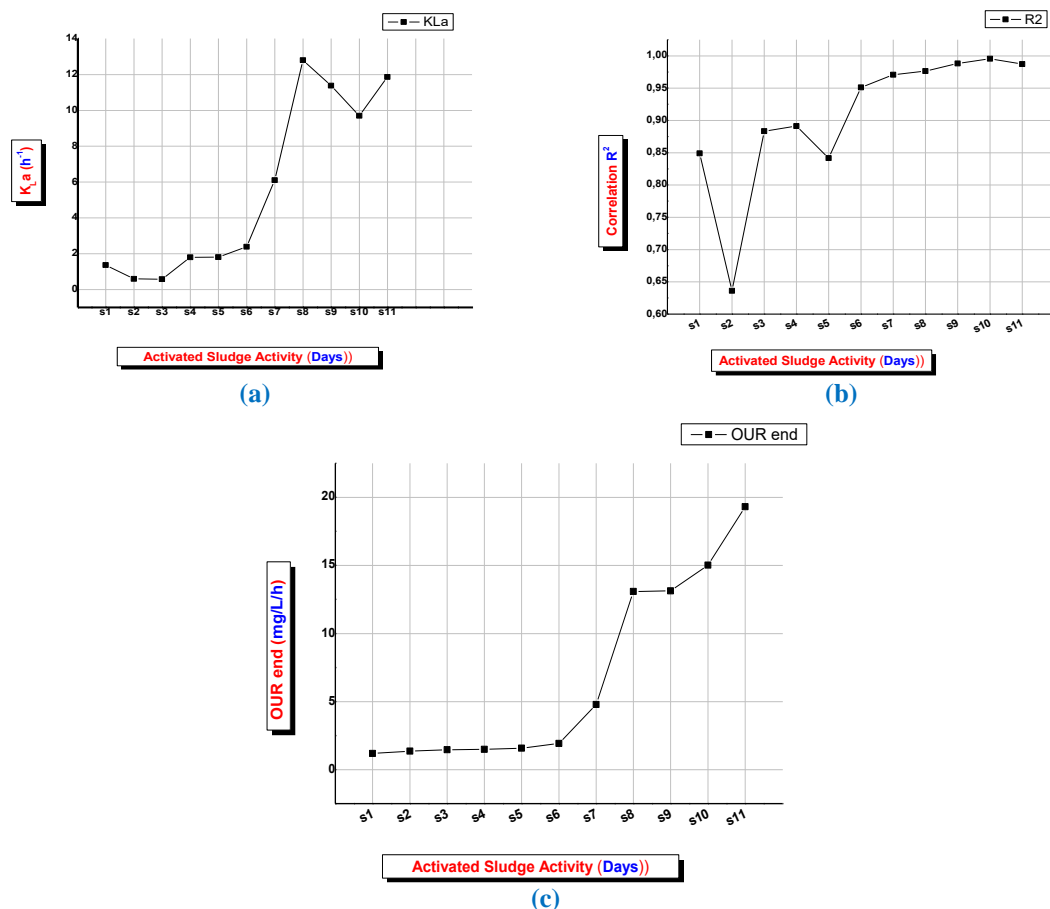 KLa
14
12
10
8
6
4
2
0
K_L a (h⁻¹)
s1 s2 s3 s4 s5 s6 s7 s8 s9 s10 s11
Activated Sludge Activity (Days))
(a)
R2
1,00
0,95
0,90
0,85
0,80
0,75
0,70
0,65
0,60
Correlation R²
s1 s2 s3 s4 s5 s6 s7 s8 s9 s10 s11
Activated Sludge Activity (Days))
(b)
OUR end
20
15
10
5
0
OUR end (mg/L/h)
s1 s2 s3 s4 s5 s6 s7 s8 s9 s10 s11
Activated Sludge Activity (Days))
(c)